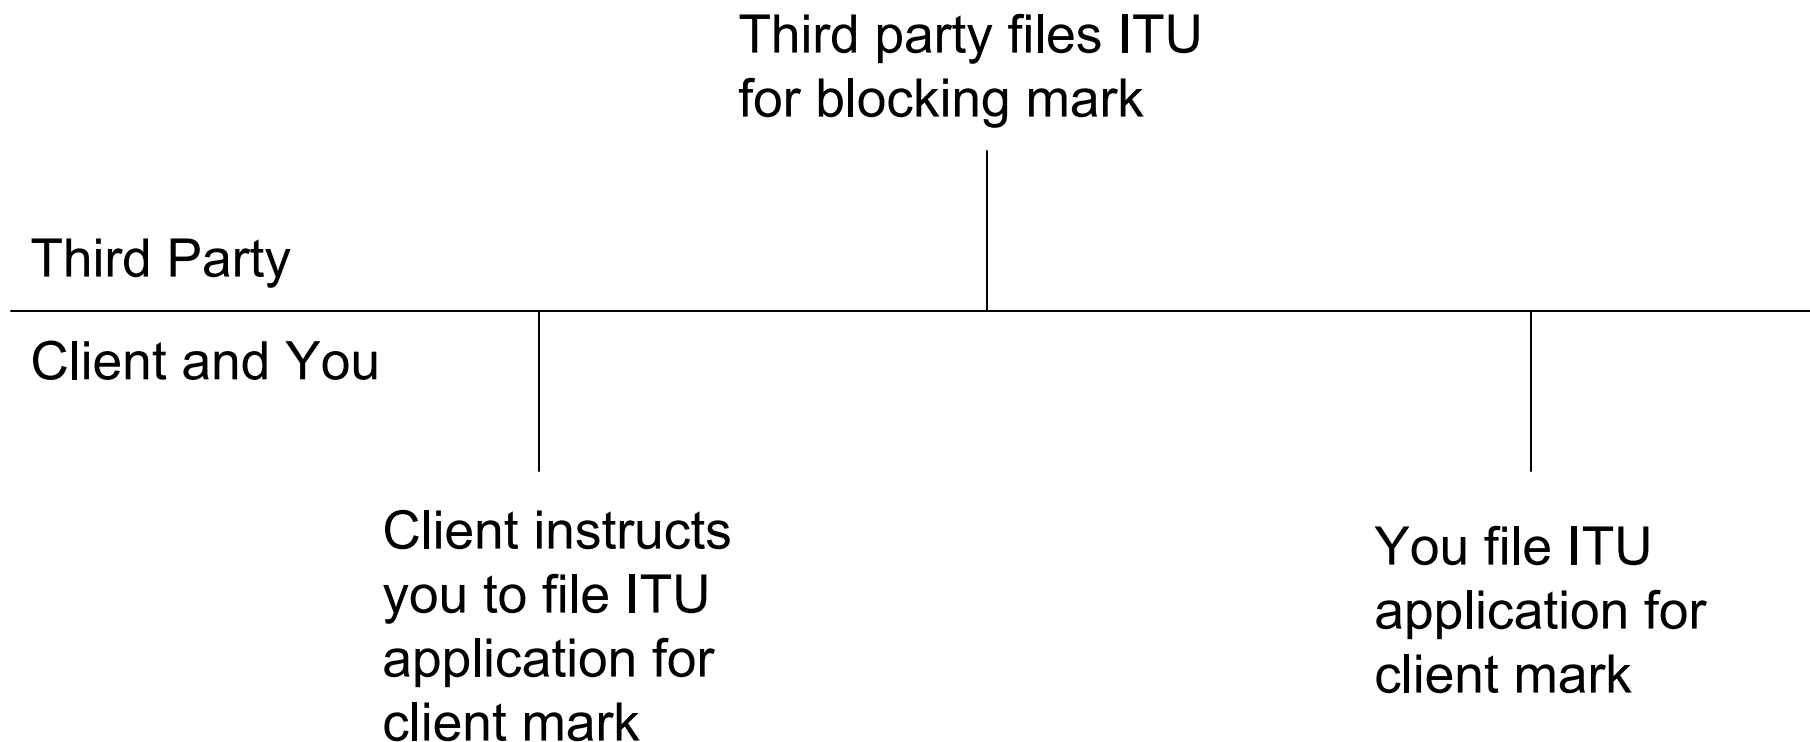 Third party files ITU
for blocking mark
Third Party
Client and You
Client instructs
you to file ITU
application for
client mark
You file ITU
application for
client mark